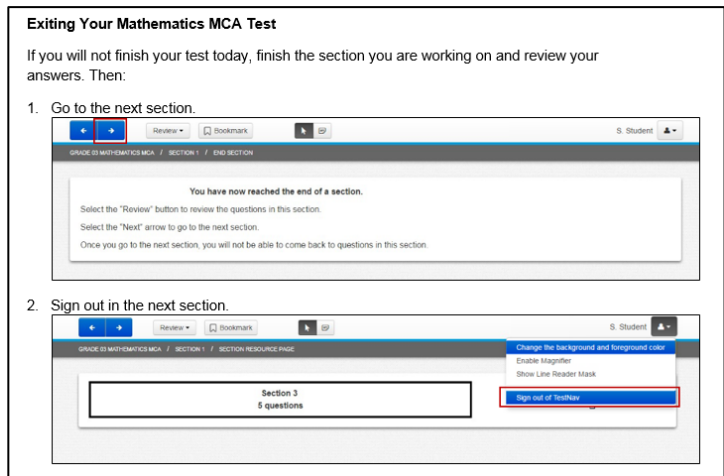 Exiting Your Mathematics MCA Test
If you will not finish your test today, finish the section you are working on and review your
answers. Then:
1. Go to the next section.
Review Bookmark S. Student
GRADE 03 MATHEMATICS MCA / SECTION 1 / END SECTION
You have now reached the end of a section.
Select the "Review" button to review the questions in this section.
Select the "Next" arrow to go to the next section.
Once you go to the next section, you will not be able to come back to questions in this section.
2. Sign out in the next section.
Review Bookmark S. Student
GRADE 03 MATHEMATICS MCA / SECTION 1 / SECTION RESOURCE PAGE
Change the background and foreground color
Enable Magnifier
Show Line Reader Mask
Section 3
5 questions
Sign out of TestNav